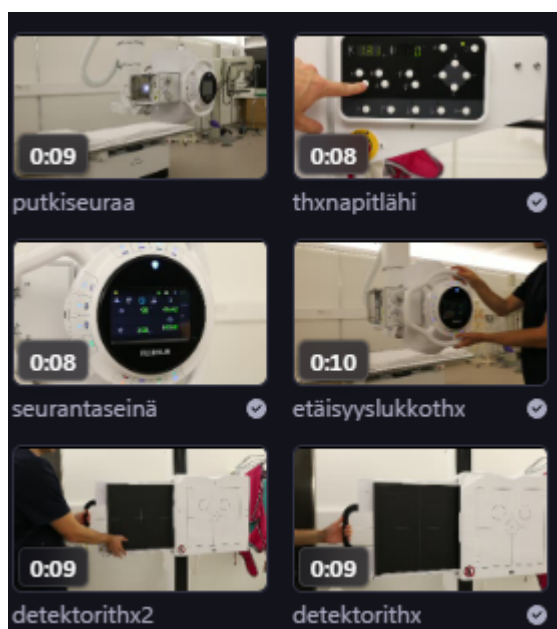 0:09
0:08
putkiseuraa
thxnapitlähi
0:08
0:10
seurantaseinä
etäisyyslukkothx
0:09
0:09
detektorithx2
detektorithx